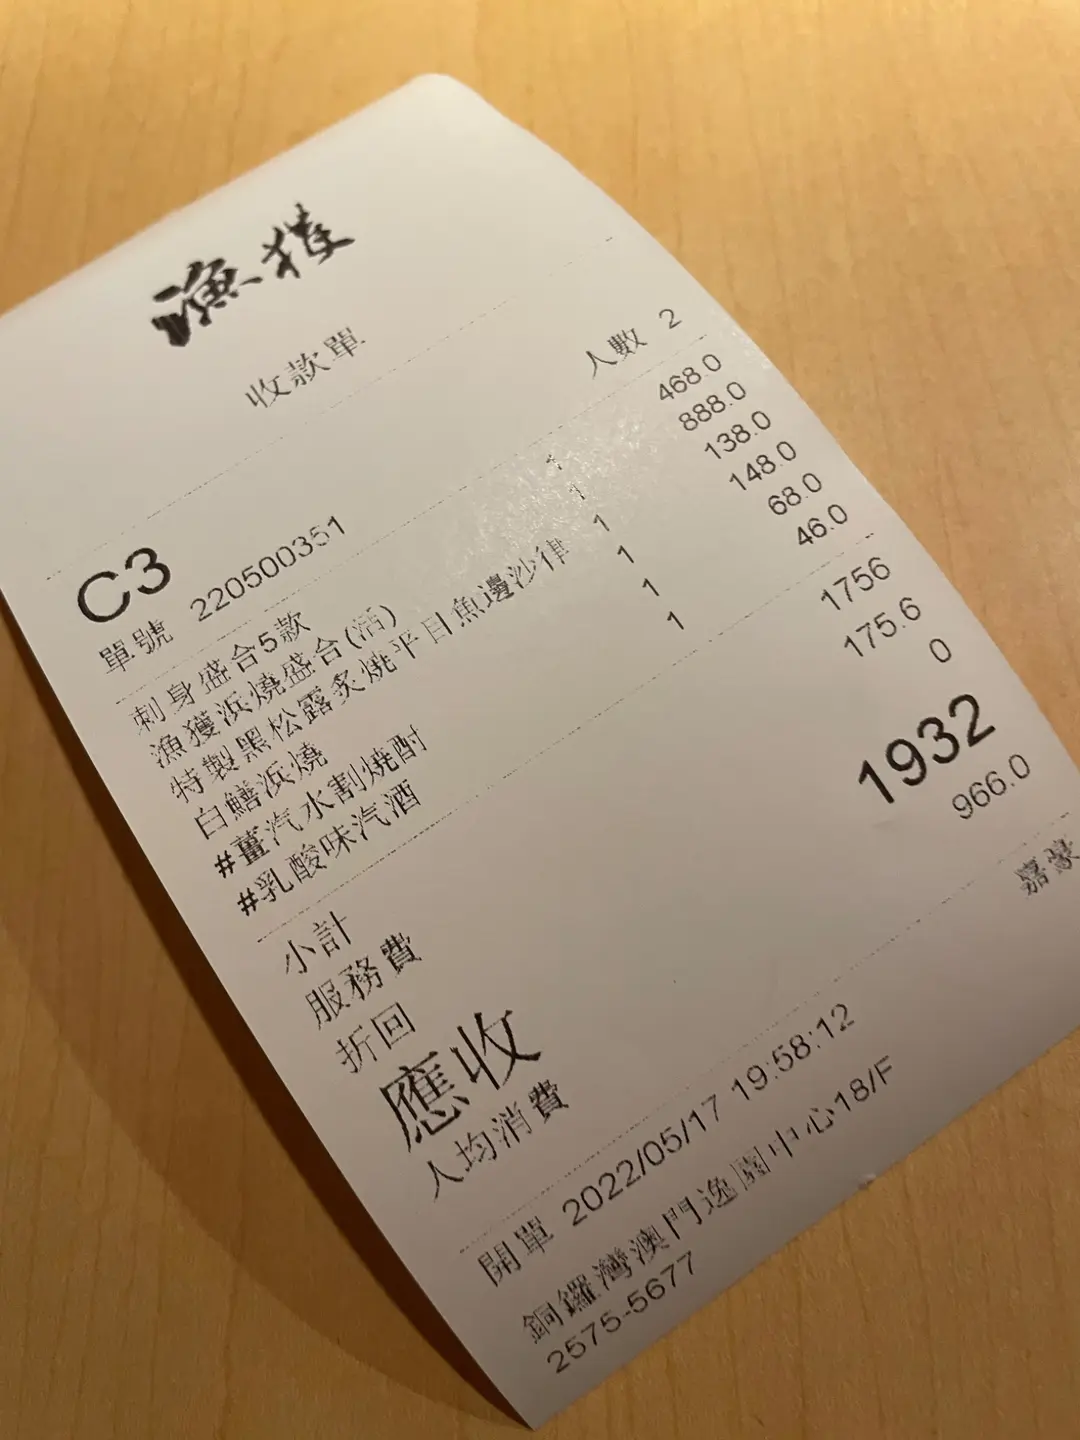 漁獲
收款單
C3 人數 2
單號 220500351
刺身盛合5款 1 468.0
漁獲浜燒盛合(活) 1 888.0
特製黑松露炙燒平目魚邊沙律 1 138.0
白鱔浜燒 1 148.0
#薑汽水割燒酎 1 68.0
#乳酸味汽酒 1 46.0
小計 1756
服務費 175.6
折回 0
應收 1932
人均消費 966.0
嘉豪
開單 2022/05/17 19:58:12
銅鑼灣澳門逸園中心18/F
2575-5677